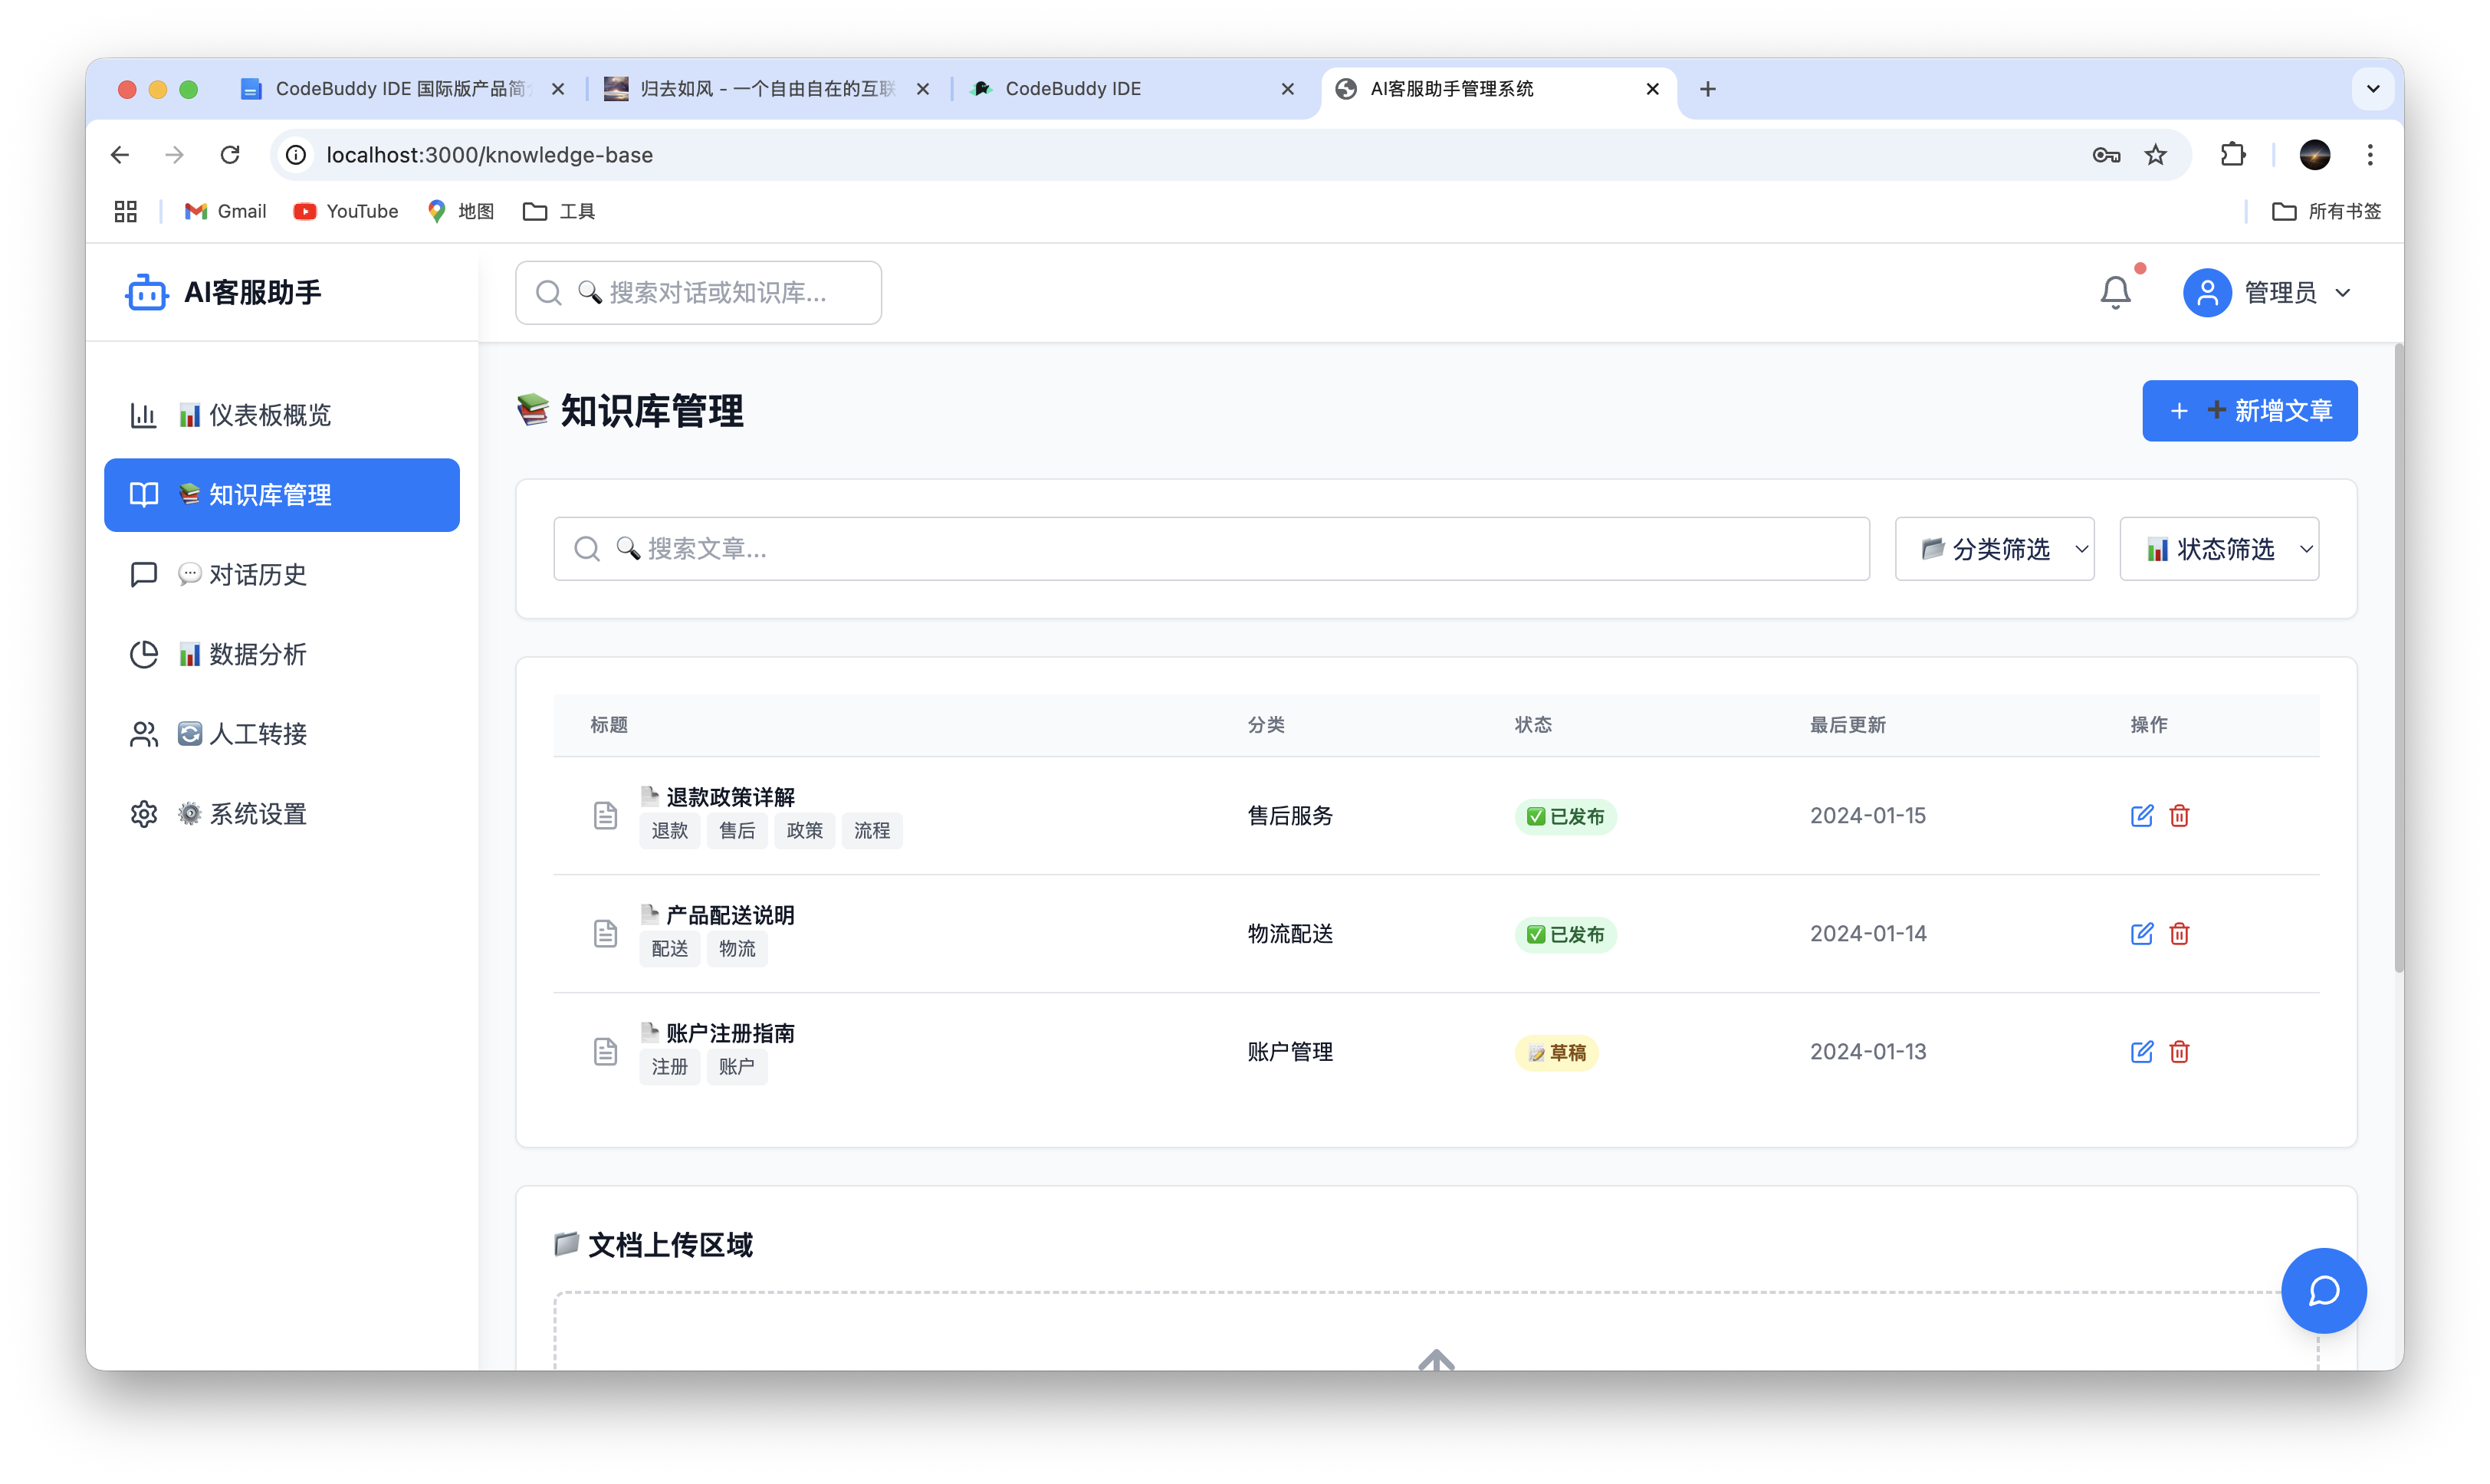 CodeBuddy IDE 国际版产品简
归去如风 - 一个自由自在的互联
CodeBuddy IDE
AI客服助手管理系统
localhost:3000/knowledge-base
Gmail
YouTube
地图
工具
所有书签
AI客服助手
🔍 搜索对话或知识库...
管理员
📊 仪表板概览
📚 知识库管理
💬 对话历史
📊 数据分析
🔄 人工转接
⚙️ 系统设置
📚 知识库管理
➕ 新增文章
🔍 搜索文章...
📂 分类筛选
📊 状态筛选
标题 分类 状态 最后更新 操作
📄 退款政策详解
退款 售后 政策 流程
售后服务 ✅ 已发布 2024-01-15
📄 产品配送说明
配送 物流
物流配送 ✅ 已发布 2024-01-14
📄 账户注册指南
注册 账户
账户管理 📝 草稿 2024-01-13
📁 文档上传区域